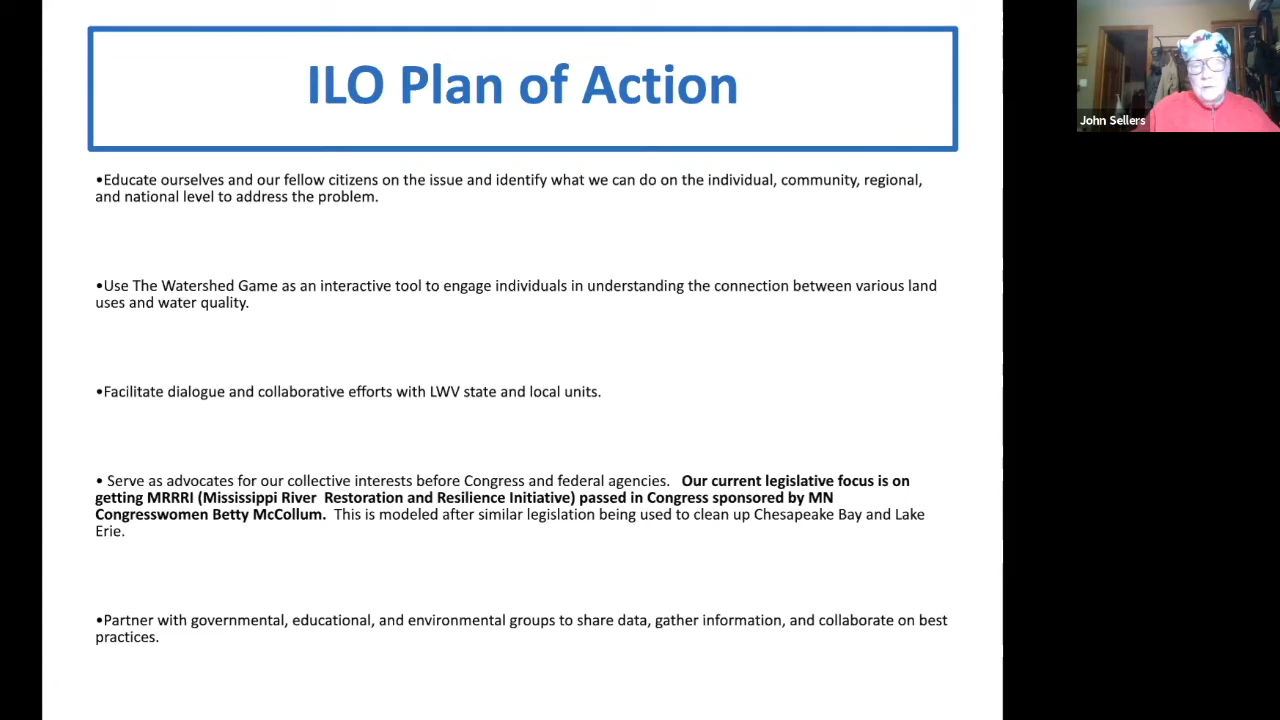 ILO Plan of Action
John Sellers
•Educate ourselves and our fellow citizens on the issue and identify what we can do on the individual, community, regional,
and national level to address the problem.
•Use The Watershed Game as an interactive tool to engage individuals in understanding the connection between various land
uses and water quality.
•Facilitate dialogue and collaborative efforts with LWV state and local units.
• Serve as advocates for our collective interests before Congress and federal agencies. Our current legislative focus is on
getting MRRRI (Mississippi River Restoration and Resilience Initiative) passed in Congress sponsored by MN
Congresswomen Betty McCollum. This is modeled after similar legislation being used to clean up Chesapeake Bay and Lake
Erie.
•Partner with governmental, educational, and environmental groups to share data, gather information, and collaborate on best
practices.